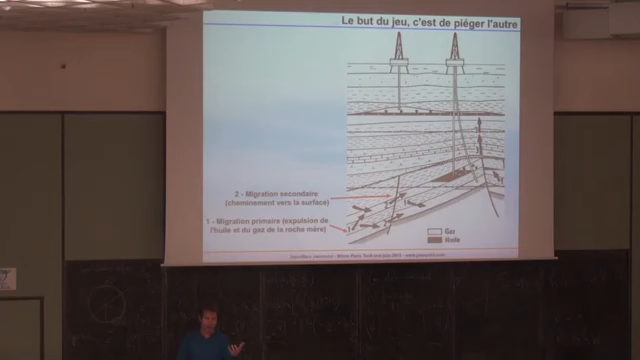 Le but du jeu, c'est de piéger l'autre
2 - Migration secondaire
(cheminement vers la surface)
1 - Migration primaire (expulsion de
l'huile et du gaz de la roche mère)
Gaz
Huile